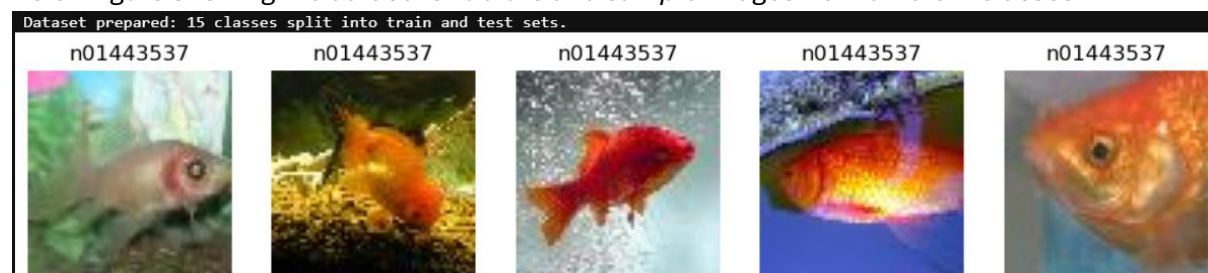 Dataset prepared: 15 classes split into train and test sets.
n01443537 n01443537 n01443537 n01443537 n01443537